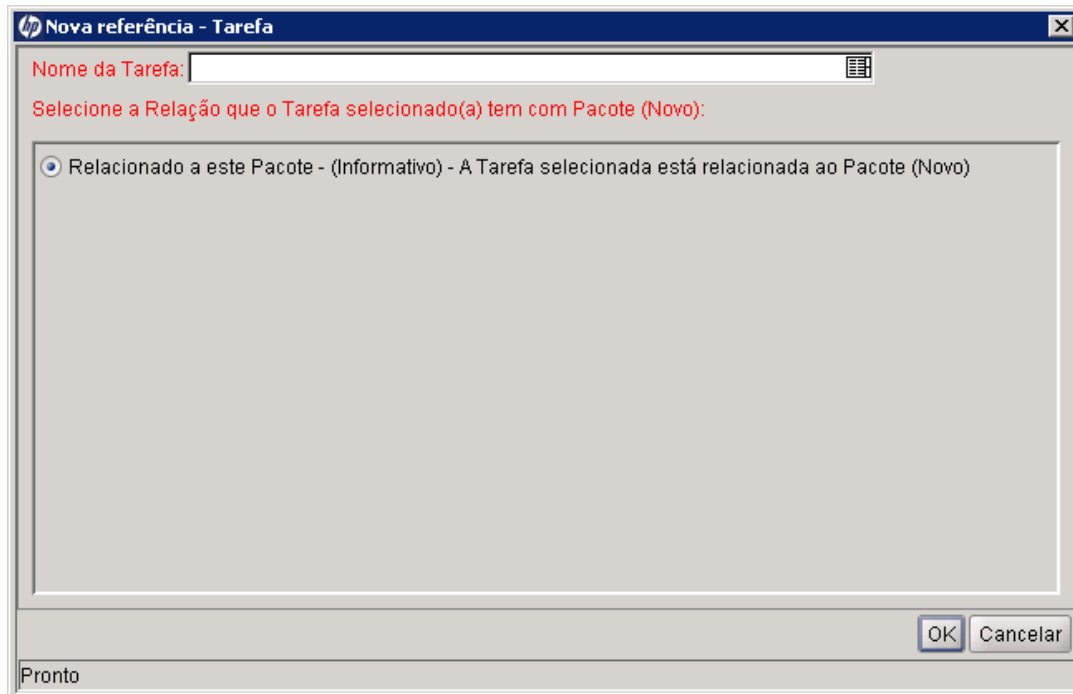 hp Nova referência - Tarefa
Nome da Tarefa:
Selecione a Relação que o Tarefa selecionado(a) tem com Pacote (Novo):
Relacionado a este Pacote - (Informativo) - A Tarefa selecionada está relacionada ao Pacote (Novo)
OK Cancelar
Pronto